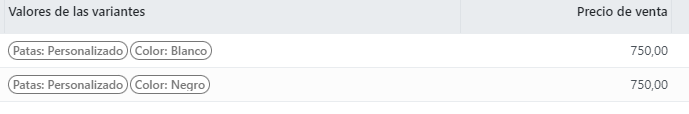 Valores de las variantes Precio de venta
Patas: Personalizado Color: Blanco 750,00
Patas: Personalizado Color: Negro 750,00